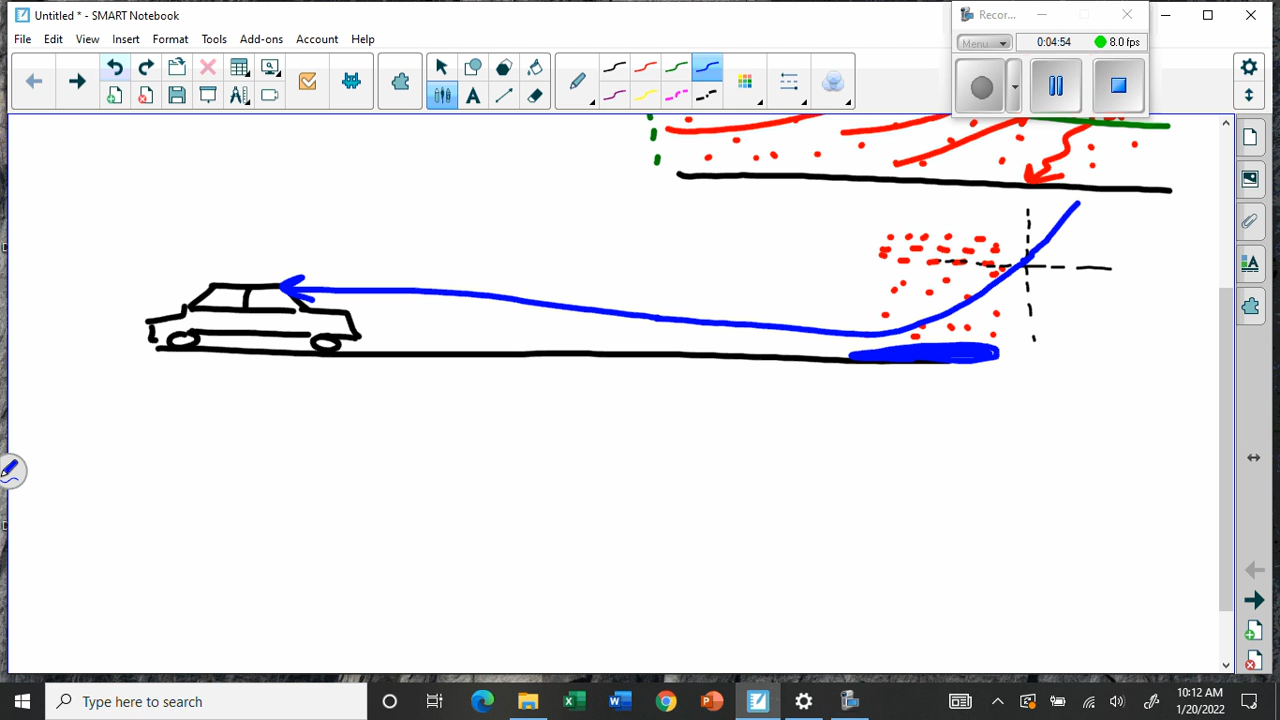 Untitled * - SMART Notebook
Recor...
File Edit View Insert Format Tools Add-ons Account Help
Menu
0:04:54
8.0 fps
A
A
Type here to search
10:12 AM
1/20/2022